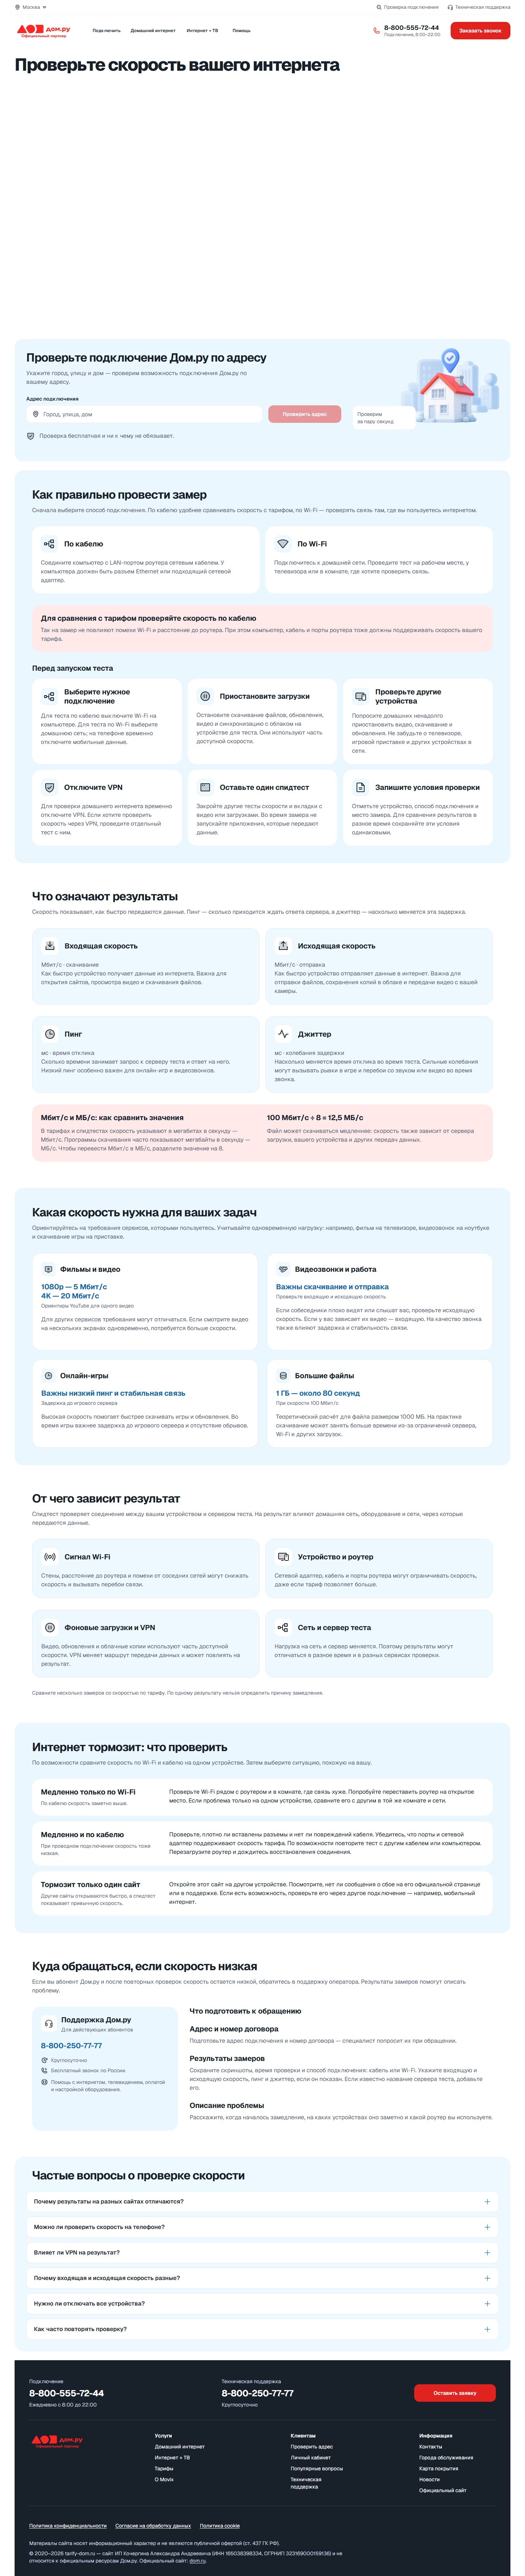 Москва
Проверка подключения
Техническая поддержка
дом.ру
Официальный партнер
Подключить
Домашний интернет
Интернет + ТВ
Помощь
8-800-555-72-44
Подключение, 8:00–22:00
Заказать звонок
Проверьте скорость вашего интернета
Проверьте подключение Дом.ру по адресу
Укажите город, улицу и дом — проверим возможность подключения Дом.ру по
вашему адресу.
Адрес подключения
Город, улица, дом
Проверить адрес
Проверим
за пару секунд
Проверка бесплатная и ни к чему не обязывает.
Как правильно провести замер
Сначала выберите способ подключения. По кабелю удобнее сравнивать скорость с тарифом, по Wi-Fi — проверять связь там, где вы пользуетесь интернетом.
По кабелю
Соедините компьютер с LAN-портом роутера сетевым кабелем. У
компьютера должен быть разъем Ethernet или подходящий сетевой
адаптер.
По Wi-Fi
Подключитесь к домашней сети. Проведите тест на рабочем месте, у
телевизора или в комнате, где хотите проверить связь.
Для сравнения с тарифом проверяйте скорость по кабелю
Так на замер не повлияют помехи Wi-Fi и расстояние до роутера. При этом компьютер, кабель и порты роутера тоже должны поддерживать скорость вашего
тарифа.
Перед запуском теста
Выберите нужное
подключение
Для теста по кабелю выключите Wi-Fi на
компьютере. Для теста по Wi-Fi выберите
домашнюю сеть; на телефоне временно
отключите мобильные данные.
Приостановите загрузки
Остановите скачивание файлов, обновления,
видео и синхронизацию с облаком на
устройстве для теста. Они используют часть
доступной скорости.
Проверьте другие
устройства
Попросите домашних ненадолго
приостановить видео, скачивание и
обновления. Не забудьте о телевизоре,
игровой приставке и других устройствах в
сети.
Отключите VPN
Для проверки домашнего интернета временно
отключите VPN. Если хотите проверить
скорость через VPN, проведите отдельный
тест с ним.
Оставьте один спидтест
Закройте другие тесты скорости и вкладки с
видео или загрузками. Во время замера не
запускайте приложения, которые передают
данные.
Запишите условия проверки
Отметьте устройство, способ подключения и
место замера. Для сравнения результатов в
разное время сохраняйте эти условия
одинаковыми.
Что означают результаты
Скорость показывает, как быстро передаются данные. Пинг — сколько приходится ждать ответа сервера, а джиттер — насколько меняется эта задержка.
Входящая скорость
Мбит/с · скачивание
Как быстро устройство получает данные из интернета. Важна для
открытия сайтов, просмотра видео и скачивания файлов.
Исходящая скорость
Мбит/с · отправка
Как быстро устройство отправляет данные в интернет. Важна для
отправки файлов, сохранения копий в облаке и передачи видео с вашей
камеры.
Пинг
мс · время отклика
Сколько времени занимает запрос к серверу теста и ответ на него.
Низкий пинг особенно важен для онлайн-игр и видеозвонков.
Джиттер
мс · колебания задержки
Насколько меняется время отклика во время теста. Сильные колебания
могут вызывать рывки в игре и перебои со звуком или видео во время
звонка.
Мбит/с и МБ/с: как сравнить значения
В тарифах и спидтестах скорость указывают в мегабитах в секунду —
Мбит/с. Программы скачивания часто показывают мегабайты в секунду —
МБ/с. Чтобы перевести Мбит/с в МБ/с, разделите значение на 8.
100 Мбит/с ÷ 8 = 12,5 МБ/с
Файл может скачиваться медленнее: скорость также зависит от сервера
загрузки, вашего устройства и других передач данных.
Какая скорость нужна для ваших задач
Ориентируйтесь на требования сервисов, которыми пользуетесь. Учитывайте одновременную нагрузку: например, фильм на телевизоре, видеозвонок на ноутбуке
и скачивание игры на приставке.
Фильмы и видео
1080p — 5 Мбит/с
4K — 20 Мбит/с
Ориентиры YouTube для одного видео
Для других сервисов требования могут отличаться. Если смотрите видео
на нескольких экранах одновременно, потребуется больше скорости.
Видеозвонки и работа
Важны скачивание и отправка
Проверьте входящую и исходящую скорость
Если собеседники плохо видят или слышат вас, проверьте исходящую
скорость. Если у вас зависает их видео — входящую. На качество звонка
также влияют задержка и стабильность связи.
Онлайн-игры
Важны низкий пинг и стабильная связь
Задержка до игрового сервера
Высокая скорость помогает быстрее скачивать игры и обновления. Во
время игры важнее задержка до игрового сервера и отсутствие обрывов.
Большие файлы
1 ГБ — около 80 секунд
При скорости 100 Мбит/с
Теоретический расчёт для файла размером 1000 МБ. На практике
скачивание может занять больше времени из-за ограничений сервера,
Wi-Fi и других загрузок.
От чего зависит результат
Спидтест проверяет соединение между вашим устройством и сервером теста. На результат влияют домашняя сеть, оборудование и сети, через которые
передаются данные.
Сигнал Wi-Fi
Стены, расстояние до роутера и помехи от соседних сетей могут снижать
скорость и вызывать перебои связи.
Устройство и роутер
Сетевой адаптер, кабель и порты роутера могут ограничивать скорость,
даже если тариф позволяет больше.
Фоновые загрузки и VPN
Видео, обновления и облачные копии используют часть доступной
скорости. VPN меняет маршрут передачи данных и может повлиять на
результат.
Сеть и сервер теста
Нагрузка на сеть и сервер меняется. Поэтому результаты могут
отличаться в разное время и в разных сервисах проверки.
Сравните несколько замеров со скоростью по тарифу. По одному результату нельзя определить причину замедления.
Интернет тормозит: что проверить
По возможности сравните скорость по Wi-Fi и кабелю на одном устройстве. Затем выберите ситуацию, похожую на вашу.
Медленно только по Wi-Fi
По кабелю скорость заметно выше.
Проверьте Wi-Fi рядом с роутером и в комнате, где связь хуже. Попробуйте переставить роутер на открытое
место. Если проблема только на одном устройстве, сравните его с другим в той же комнате и сети.
Медленно и по кабелю
При проводном подключении скорость тоже
низкая.
Проверьте, плотно ли вставлены разъемы и нет ли повреждений кабеля. Убедитесь, что порты и сетевой
адаптер поддерживают скорость тарифа. По возможности повторите тест с другим кабелем или компьютером.
Перезагрузите роутер и дождитесь восстановления соединения.
Тормозит только один сайт
Другие сайты открываются быстро, а спидтест
показывает привычную скорость.
Откройте этот сайт на другом устройстве. Посмотрите, нет ли сообщения о сбое на его официальной странице
или в поддержке. Если есть возможность, проверьте его через другое подключение — например, мобильный
интернет.
Куда обращаться, если скорость низкая
Если вы абонент Дом.ру и после повторных проверок скорость остается низкой, обратитесь в поддержку оператора. Результаты замеров помогут описать
проблему.
Поддержка Дом.ру
Для действующих абонентов
8-800-250-77-77
Круглосуточно
Бесплатный звонок по России
Помощь с интернетом, телевидением, оплатой
и настройкой оборудования.
Что подготовить к обращению
Адрес и номер договора
Подготовьте адрес подключения и номер договора — специалист попросит их при обращении.
Результаты замеров
Сохраните скриншоты, время проверки и способ подключения: кабель или Wi-Fi. Укажите входящую и
исходящую скорость, пинг и джиттер, если он показан. Если известно название сервера теста, добавьте
его.
Описание проблемы
Расскажите, когда началось замедление, на каких устройствах оно заметно и какой роутер вы используете.
Частые вопросы о проверке скорости
Почему результаты на разных сайтах отличаются?
Можно ли проверить скорость на телефоне?
Влияет ли VPN на результат?
Почему входящая и исходящая скорость разные?
Нужно ли отключать все устройства?
Как часто повторять проверку?
Подключение
8-800-555-72-44
Ежедневно с 8:00 до 22:00
Техническая поддержка
8-800-250-77-77
Круглосуточно
Оставить заявку
дом.ру
Официальный партнер
Услуги
Домашний интернет
Интернет + ТВ
Тарифы
О Movix
Клиентам
Проверить адрес
Личный кабинет
Популярные вопросы
Техническая
поддержка
Информация
Контакты
Города обслуживания
Карта покрытия
Новости
Официальный сайт
Политика конфиденциальности
Согласие на обработку данных
Политика cookie
Материалы сайта носят информационный характер и не являются публичной офертой (ст. 437 ГК РФ).
© 2020–2026 tarify-dom.ru — сайт ИП Кочергина Александра Андреевна (ИНН 165038398334, ОГРНИП 323169000159136) и не
относится к официальным ресурсам Дом.ру. Официальный сайт: dom.ru.